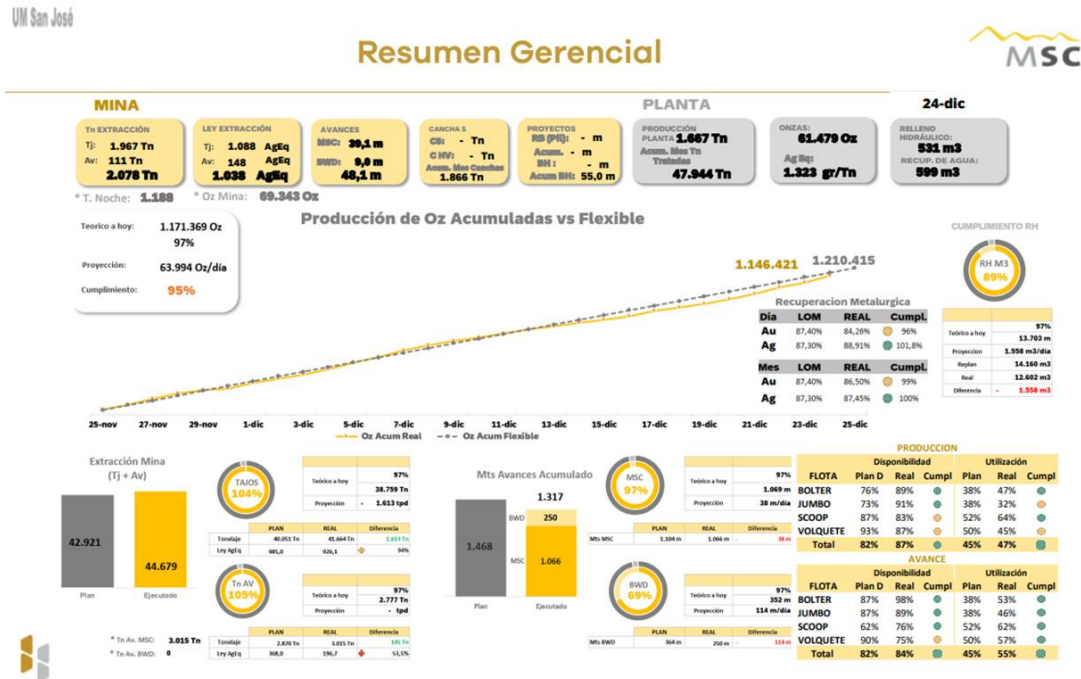 UM San José
Resumen Gerencial
MSC
MINA
PLANTA
24-dic
Tn EXTRACCIÓN
Tj: 1.967 Tn
Av: 111 Tn
2.078 Tn
LEY EXTRACCIÓN
Tj: 1.088 AgEq
Av: 148 AgEq
1.038 AgEq
AVANCES
MSC: 39,1 m
BWD: 9,0 m
48,1 m
CANCHAS
CB: - Tn
C HV: - Tn
Acum. Mes Canchas
1.866 Tn
PROYECTOS
RB (Pil): - m
Acum. - m
BH : - m
Acum BH: 55,0 m
PRODUCCIÓN
PLANTA 1.667 Tn
Acum. Mes Tn
Tratadas
47.944 Tn
ONZAS:
61.479 Oz
Ag Eq:
1.323 gr/Tn
RELLENO
HIDRÁULICO:
531 m3
RECUP. DE AGUA:
599 m3
* T. Noche: 1.188
* Oz Mina: 69.343 Oz
Producción de Oz Acumuladas vs Flexible
Teorico a hoy: 1.171.369 Oz
97%
Proyección: 63.994 Oz/día
Cumplimiento: 95%
1.146.421
1.210.415
CUMPLIMIENTO RH
RH M3
89%
Recuperacion Metalurgica
Dia LOM REAL Cumpl.
Au 87,40% 84,26% 96%
Ag 87,30% 88,91% 101,8%
Mes LOM REAL Cumpl.
Au 87,40% 86,50% 99%
Ag 87,30% 87,45% 100%
Teórico a hoy 97%
13.703 m
Proyeccion 1.558 m3/día
Replan 14.160 m3
Real 12.602 m3
Diferencia - 1.558 m3
25-nov 27-nov 29-nov 1-dic 3-dic 5-dic 7-dic 9-dic 11-dic 13-dic 15-dic 17-dic 19-dic 21-dic 23-dic 25-dic
Oz Acum Real Oz Acum Flexible
Extracción Mina
(Tj + Av)
42.921
44.679
Plan Ejecutado
* Tn Av. MSC: 3.015 Tn
* Tn Av. BWD: 0
TAJOS
104%
Teórico a hoy 97%
38.759 Tn
Proyección - 1.613 tpd
PLAN REAL Diferencia
Tonelaje 40.051 Tn 41.664 Tn 1.613 Tn
Ley AgEq 985,0 926,1 94%
Tn AV
105%
Teórico a hoy 97%
2.777 Tn
Proyección - tpd
PLAN REAL Diferencia
Tonelaje 2.870 Tn 3.015 Tn 145 Tn
Ley AgEq 368,0 196,7 53,5%
Mts Avances Acumulado
1.317
BWD 250
1.468
MSC 1.066
Plan Ejecutado
MSC
97%
Teórico a hoy 97%
1.069 m
Proyección 38 m/día
PLAN REAL Diferencia
Mts MSC 1.104 m 1.066 m - 38 m
BWD
69%
Teórico a hoy 97%
352 m
Proyección 114 m/día
PLAN REAL Diferencia
Mts BWD 364 m 250 m - 114 m
PRODUCCION
Disponibilidad Utilización
FLOTA Plan D Real Cumpl Plan Real Cumpl
BOLTER 76% 89% 38% 47%
JUMBO 73% 91% 38% 32%
SCOOP 87% 83% 52% 64%
VOLQUETE 93% 87% 50% 45%
Total 82% 87% 45% 47%
AVANCE
Disponibilidad Utilización
FLOTA Plan D Real Cumpl Plan Real Cumpl
BOLTER 87% 98% 38% 53%
JUMBO 87% 89% 38% 46%
SCOOP 62% 76% 52% 62%
VOLQUETE 90% 75% 50% 57%
Total 82% 84% 45% 55%